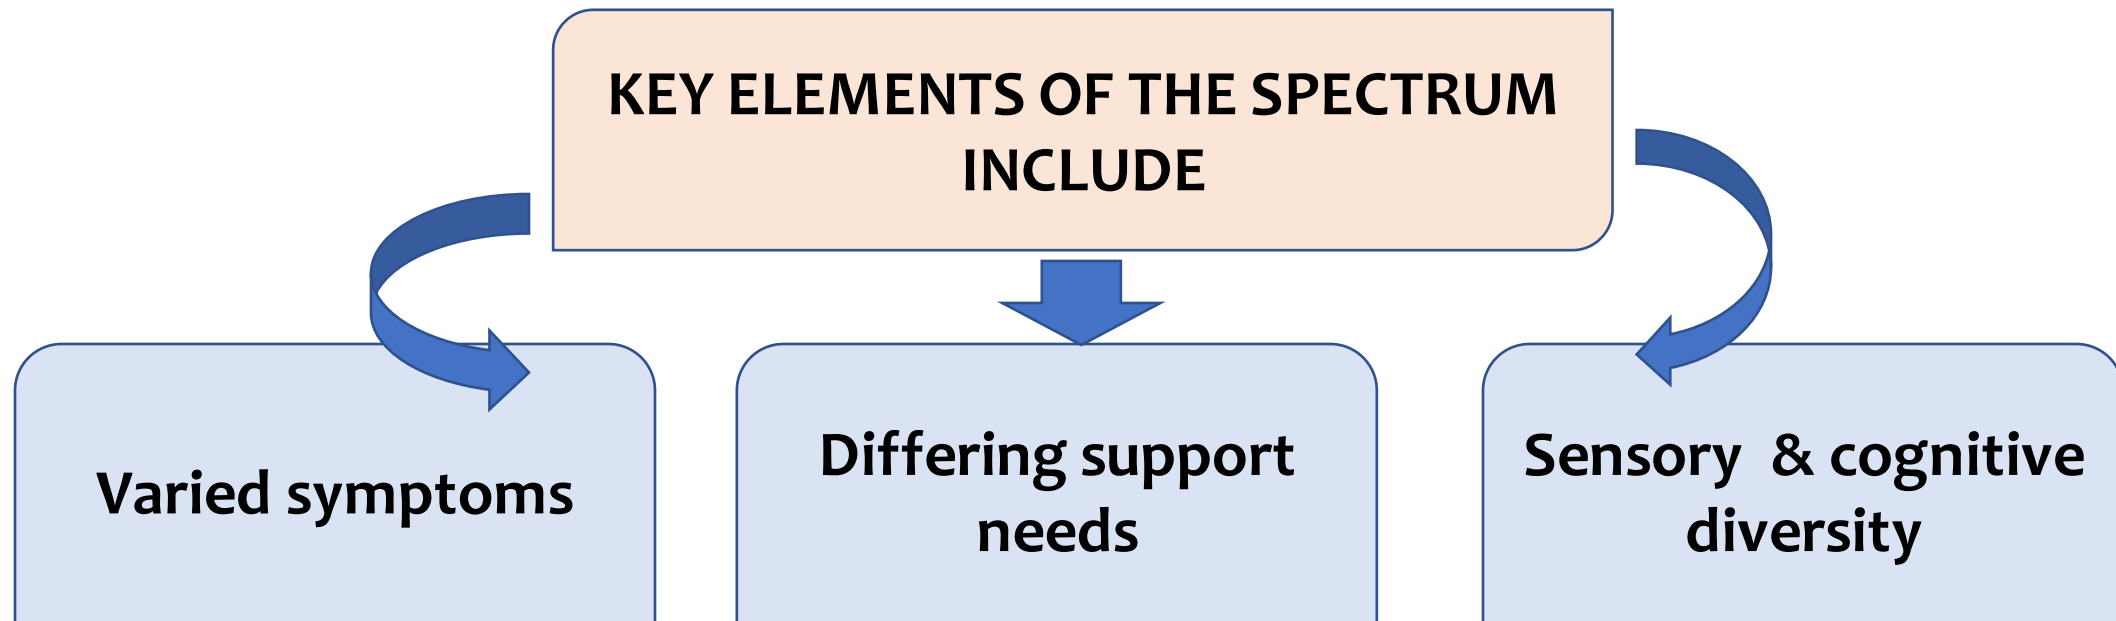 KEY ELEMENTS OF THE SPECTRUM
INCLUDE
Varied symptoms
Differing support
needs
Sensory & cognitive
diversity